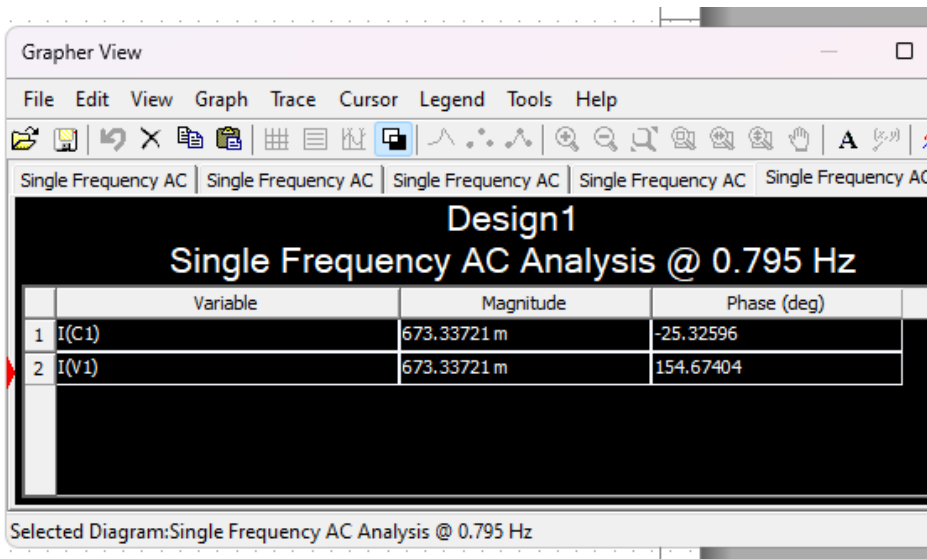 Grapher View
File Edit View Graph Trace Cursor Legend Tools Help
A (x,y)
Single Frequency AC Single Frequency AC Single Frequency AC Single Frequency AC Single Frequency AC
Design1
Single Frequency AC Analysis @ 0.795 Hz
Variable Magnitude Phase (deg)
1 I(C1) 673.33721 m -25.32596
2 I(V1) 673.33721 m 154.67404
Selected Diagram:Single Frequency AC Analysis @ 0.795 Hz